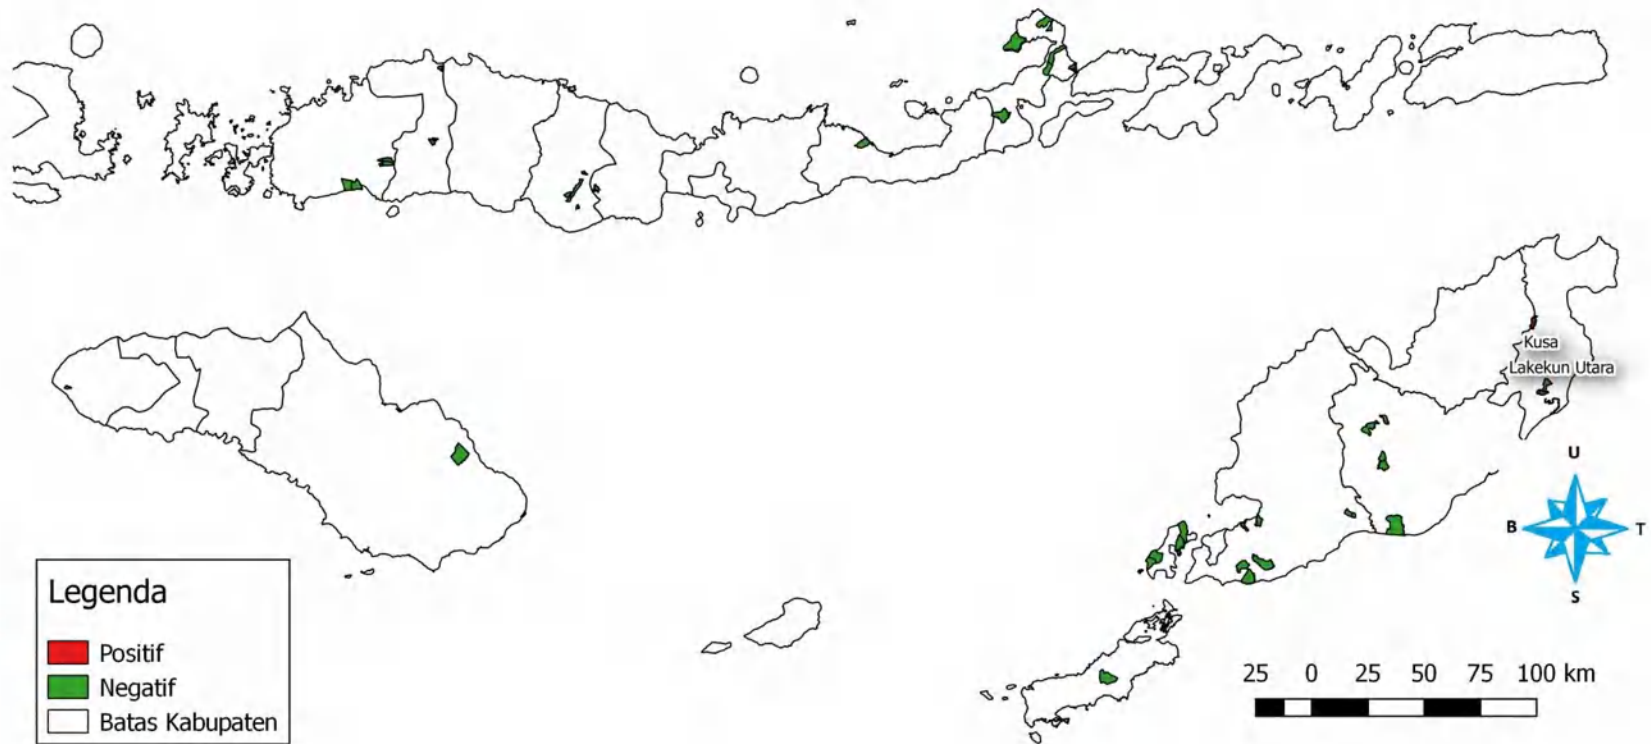 Kusa
Lakekun Utara
U
B
T
S
Legenda
Positif
Negatif
Batas Kabupaten
25 0 25 50 75 100 km